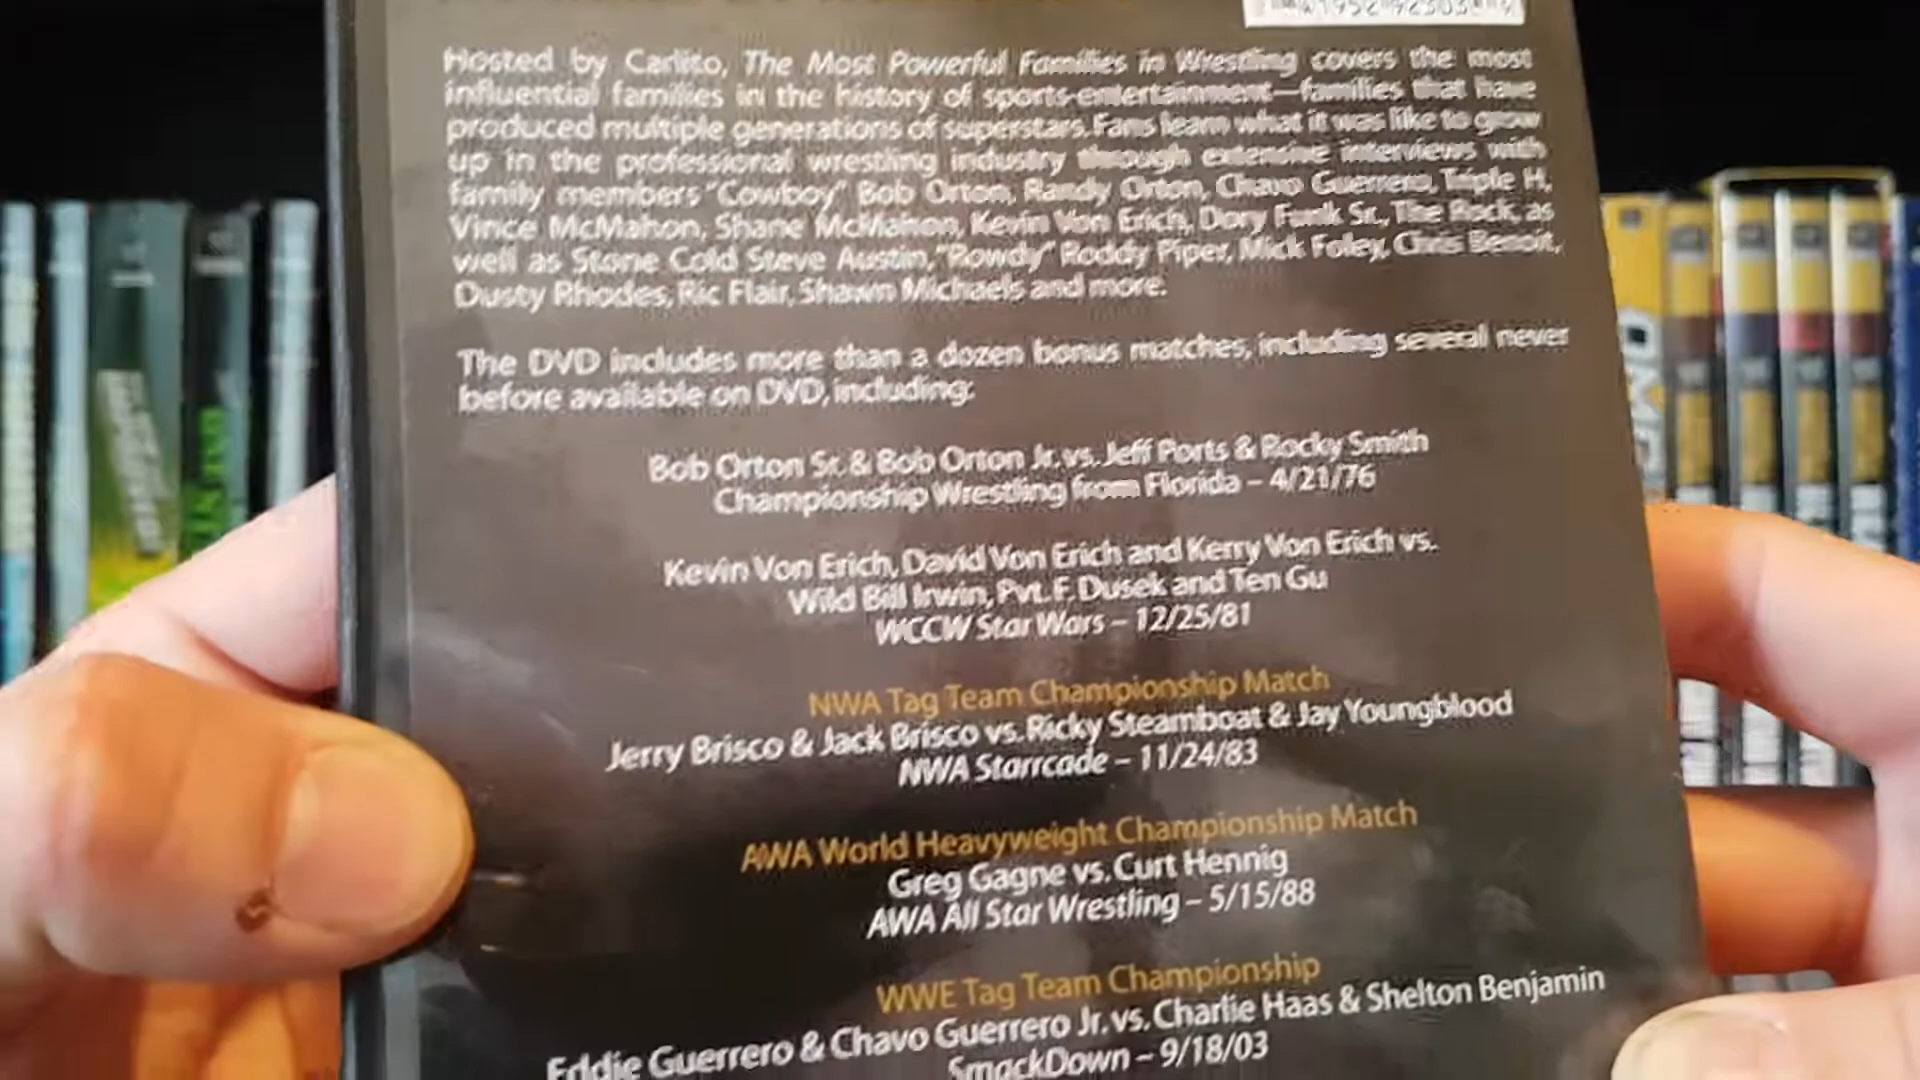 Hosted by Carlito, The Most Powerful Families in Wrestling covers the most
influential families in the history of sports-entertainment—families that have
produced multiple generations of superstars. Fans learn what it was like to grow
up in the professional wrestling industry through extensive interviews with
family members "Cowboy" Bob Orton, Randy Orton, Chavo Guerrero, Triple H,
Vince McMahon, Shane McMahon, Kevin Von Erich, Dory Funk Sr., The Rock, as
well as Stone Cold Steve Austin, "Rowdy" Roddy Piper, Mick Foley, Chris Benoit,
Dusty Rhodes, Ric Flair, Shawn Michaels and more.
The DVD includes more than a dozen bonus matches, including several never
before available on DVD, including:
Bob Orton Sr. & Bob Orton Jr. vs. Jeff Ports & Rocky Smith
Championship Wrestling from Florida – 4/21/76
Kevin Von Erich, David Von Erich and Kerry Von Erich vs.
Wild Bill Irwin, Pvt. F. Dusek and Ten Gu
WCCW Star Wars – 12/25/81
NWA Tag Team Championship Match
Jerry Brisco & Jack Brisco vs. Ricky Steamboat & Jay Youngblood
NWA Starrcade – 11/24/83
AWA World Heavyweight Championship Match
Greg Gagne vs. Curt Hennig
AWA All Star Wrestling – 5/15/88
WWE Tag Team Championship
Eddie Guerrero & Chavo Guerrero Jr. vs. Charlie Haas & Shelton Benjamin
SmackDown – 9/18/03